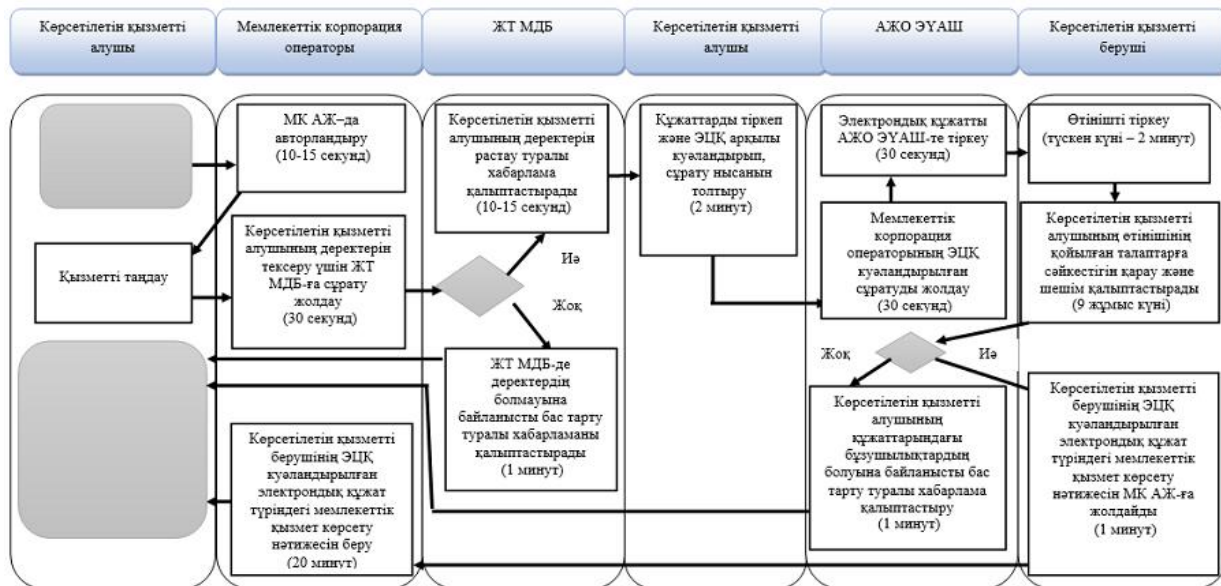 Көрсетілетін қызметті
алушы
Мемлекеттік корпорация
операторы
ЖТ МДБ
Көрсетілетін қызметті
алушы
АЖО ЭҮАШ
Көрсетілетін қызметті
беруші
МК АЖ–да
авторландыру
(10-15 секунд)
Қызметті таңдау
Көрсетілетін қызметті
алушының деректерін
тексеру үшін ЖТ
МДБ-ға сұрату
жолдау
(30 секунд)
Көрсетілетін қызметті
алушының деректерін
растау туралы
хабарлама
қалыптастырады
(10-15 секунд)
Иә
Жоқ
ЖТ МДБ-де
деректердің
болмауына
байланысты бас тарту
туралы хабарламаны
қалыптастырады
(1 минут)
Құжаттарды тіркеп
және ЭЦҚ арқылы
куәландырып,
сұрату нысанын
толтыру
(2 минут)
Электрондық құжатты
АЖО ЭҮАШ-те тіркеу
(30 секунд)
Мемлекеттік
корпорация
операторының ЭЦҚ
куәландырылған
сұратуды жолдау
(30 секунд)
Өтінішті тіркеу
(түскен күні – 2 минут)
Көрсетілетін қызметті
алушының өтінішінің
қойылған талаптарға
сәйкестігін қарау және
шешім қалыптастырады
(9 жұмыс күні)
Жоқ
Иә
Көрсетілетін қызметті
алушының
құжаттарындағы
бұзушылықтардың
болуына байланысты бас
тарту туралы хабарлама
қалыптастыру
(1 минут)
Көрсетілетін қызметті
берушінің ЭЦҚ
куәландырылған
электрондық құжат
түріндегі мемлекеттік
қызмет көрсету
нәтижесін МК АЖ-ға
жолдайды
(1 минут)
Көрсетілетін қызметті
берушінің ЭЦҚ
куәландырылған
электрондық құжат
түріндегі мемлекеттік
қызмет көрсету
нәтижесін беру
(20 минут)